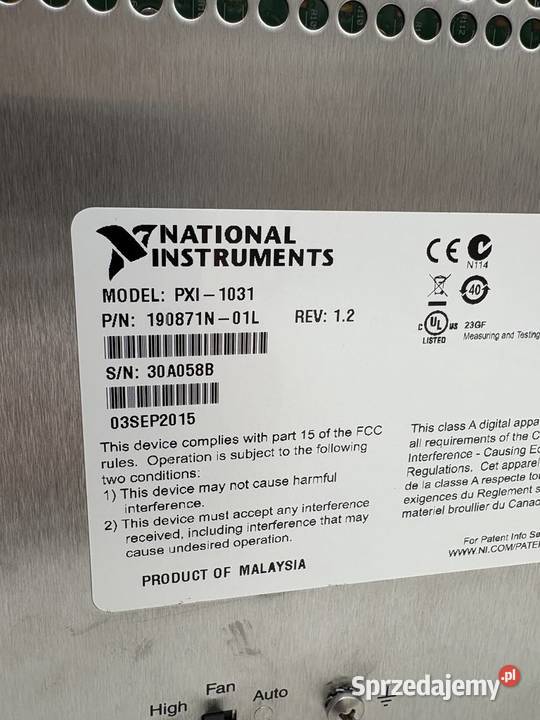 NATIONAL
INSTRUMENTS
MODEL: PXI-1031
P/N: 190871N-01L REV: 1.2
S/N: 30A058B
03SEP2015
This device complies with part 15 of the FCC
rules. Operation is subject to the following
two conditions:
1) This device may not cause harmful
interference.
2) This device must accept any interference
received, including interference that may
cause undesired operation.
PRODUCT OF MALAYSIA
CE
N114
40
C UL US
LISTED
23GF
Measuring and Testing
This class A digital appa
all requirements of the C
Interference - Causing Eq
Regulations. Cet appareil
de la classe A respecte to
exigences du Reglement s
materiel broullier du Canad
For Patent Info Se
WWW.NI.COM/PATE
Fan
High Auto
Sprzedajemy.pl